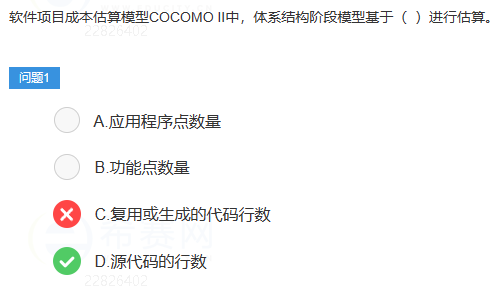 软件项目成本估算模型COCOMO II中，体系结构阶段模型基于（ ）进行估算。
22826402
问题1
A.应用程序点数量
B.功能点数量
C.复用或生成的代码行数
希赛网
D.源代码的行数
22826402